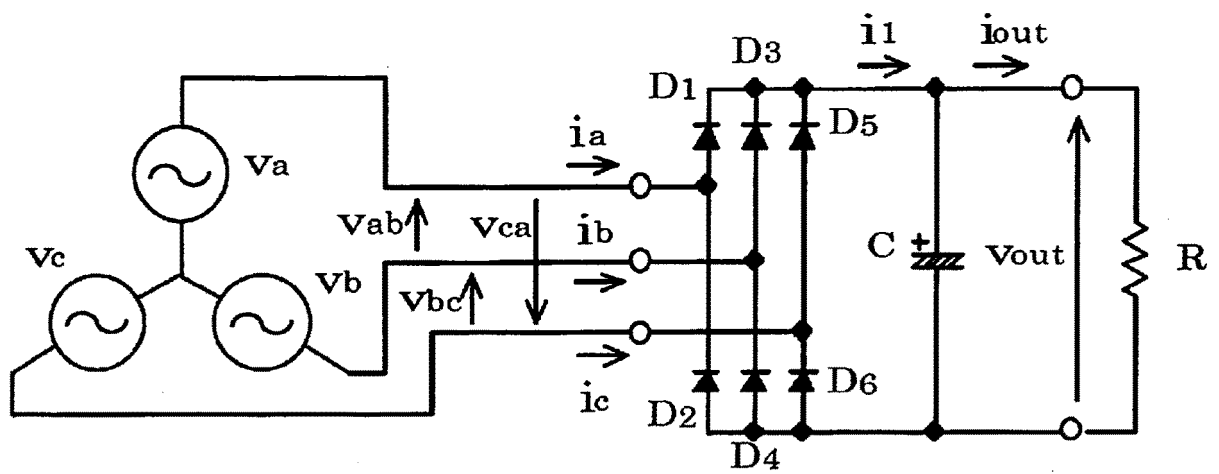 i1
iout
D3
D1
D5
ia
va
vab
vca
ib
vc
vb
vbc
C
+
vout
R
ic
D6
D2
D4